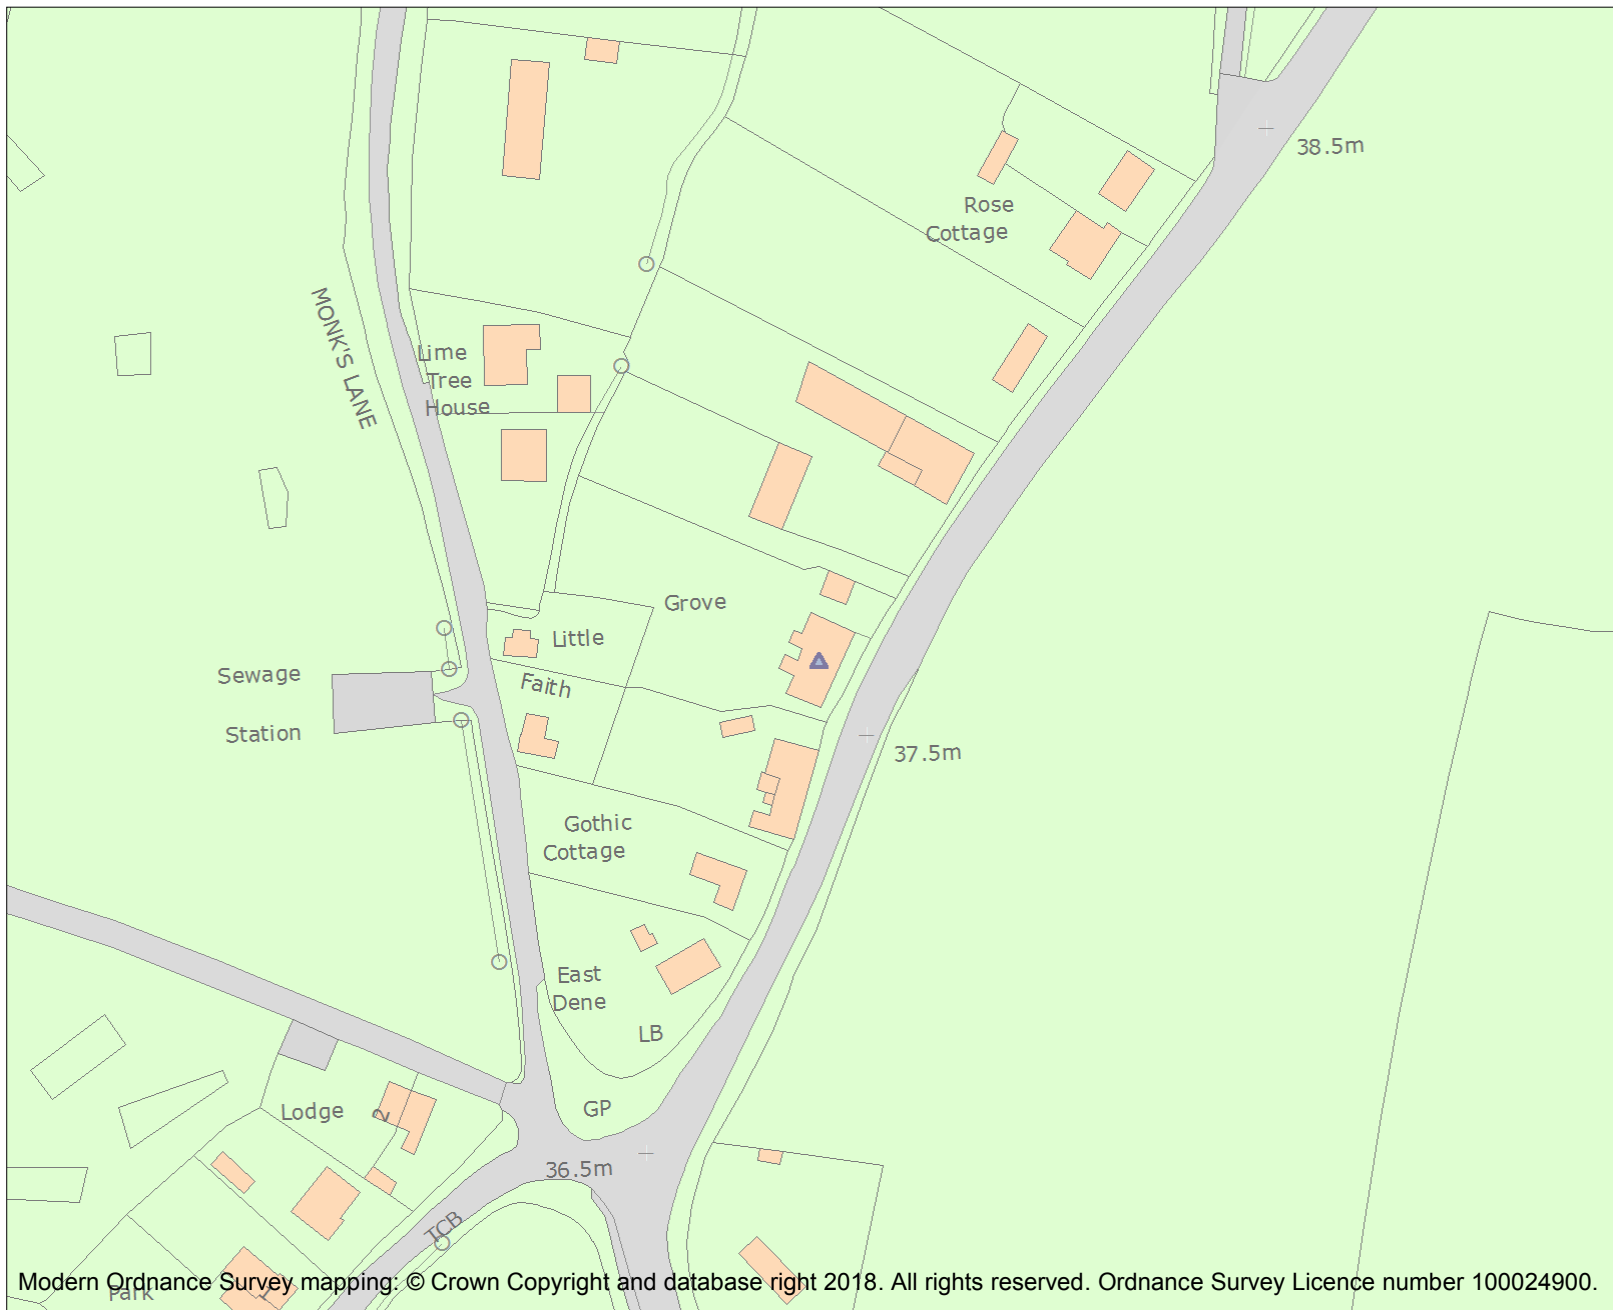 38.5m
Rose
Cottage
MONK'S LANE
Lime
Tree
House
Grove
Little
Sewage
Faith
Station
37.5m
Gothic
Cottage
East
Dene
LB
GP
Lodge
2
36.5m
TCB
Park
1
Modern Ordnance Survey mapping: © Crown Copyright and database right 2018. All rights reserved. Ordnance Survey Licence number 100024900.